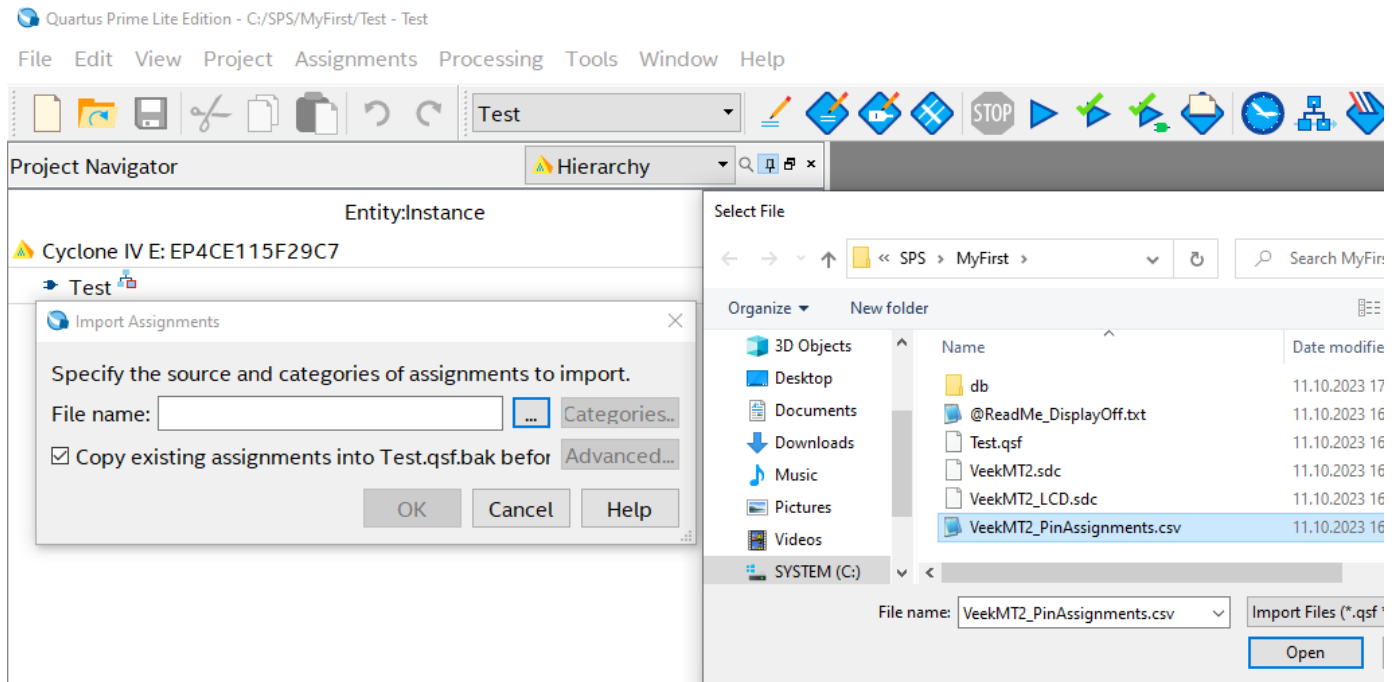 Quartus Prime Lite Edition - C:/SPS/MyFirst/Test - Test
File Edit View Project Assignments Processing Tools Window Help
Test
STOP
Project Navigator
Hierarchy
Entity:Instance
Cyclone IV E: EP4CE115F29C7
Test
Import Assignments
Specify the source and categories of assignments to import.
File name: ... Categories..
Copy existing assignments into Test.qsf.bak befor Advanced...
OK Cancel Help
Select File
« SPS › MyFirst › Search MyFirs
Organize New folder
3D Objects
Desktop
Documents
Downloads
Music
Pictures
Videos
SYSTEM (C:)
Name Date modifie
db 11.10.2023 17
@ReadMe_DisplayOff.txt 11.10.2023 16
Test.qsf 11.10.2023 16
VeekMT2.sdc 11.10.2023 16
VeekMT2_LCD.sdc 11.10.2023 16
VeekMT2_PinAssignments.csv 11.10.2023 16
File name: VeekMT2_PinAssignments.csv Import Files (*.qsf *
Open